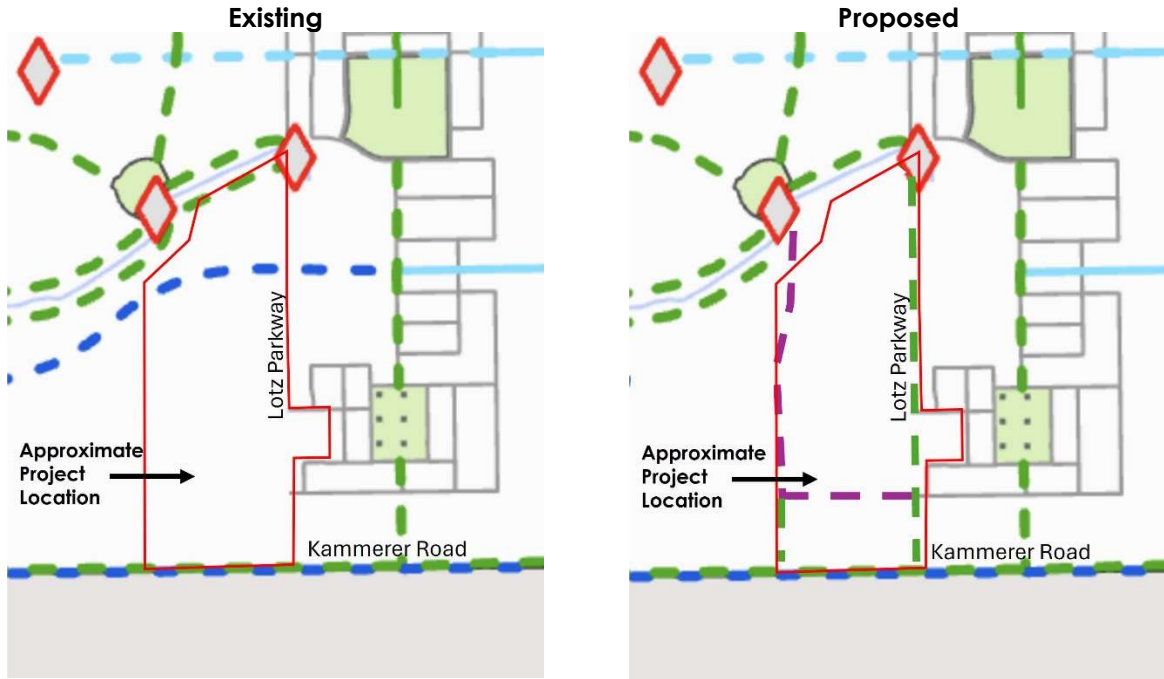 Existing
Lotz Parkway
Approximate
Project
Location
Kammerer Road
Proposed
Lotz Parkway
Approximate
Project
Location
Kammerer Road